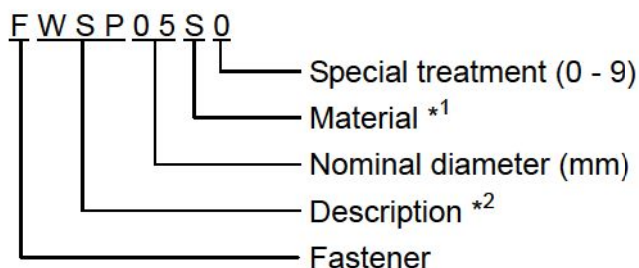 F W S P 0 5 S 0
Special treatment (0 - 9)
Material *1
Nominal diameter (mm)
Description *2
Fastener